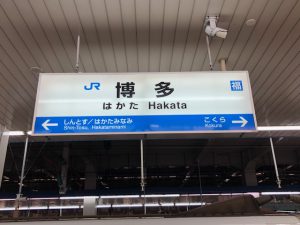 JR 博多 福
はかた Hakata
← しんとす/はかたみなみ こくら →
Shin-Tosu, Hakataminami Kokura